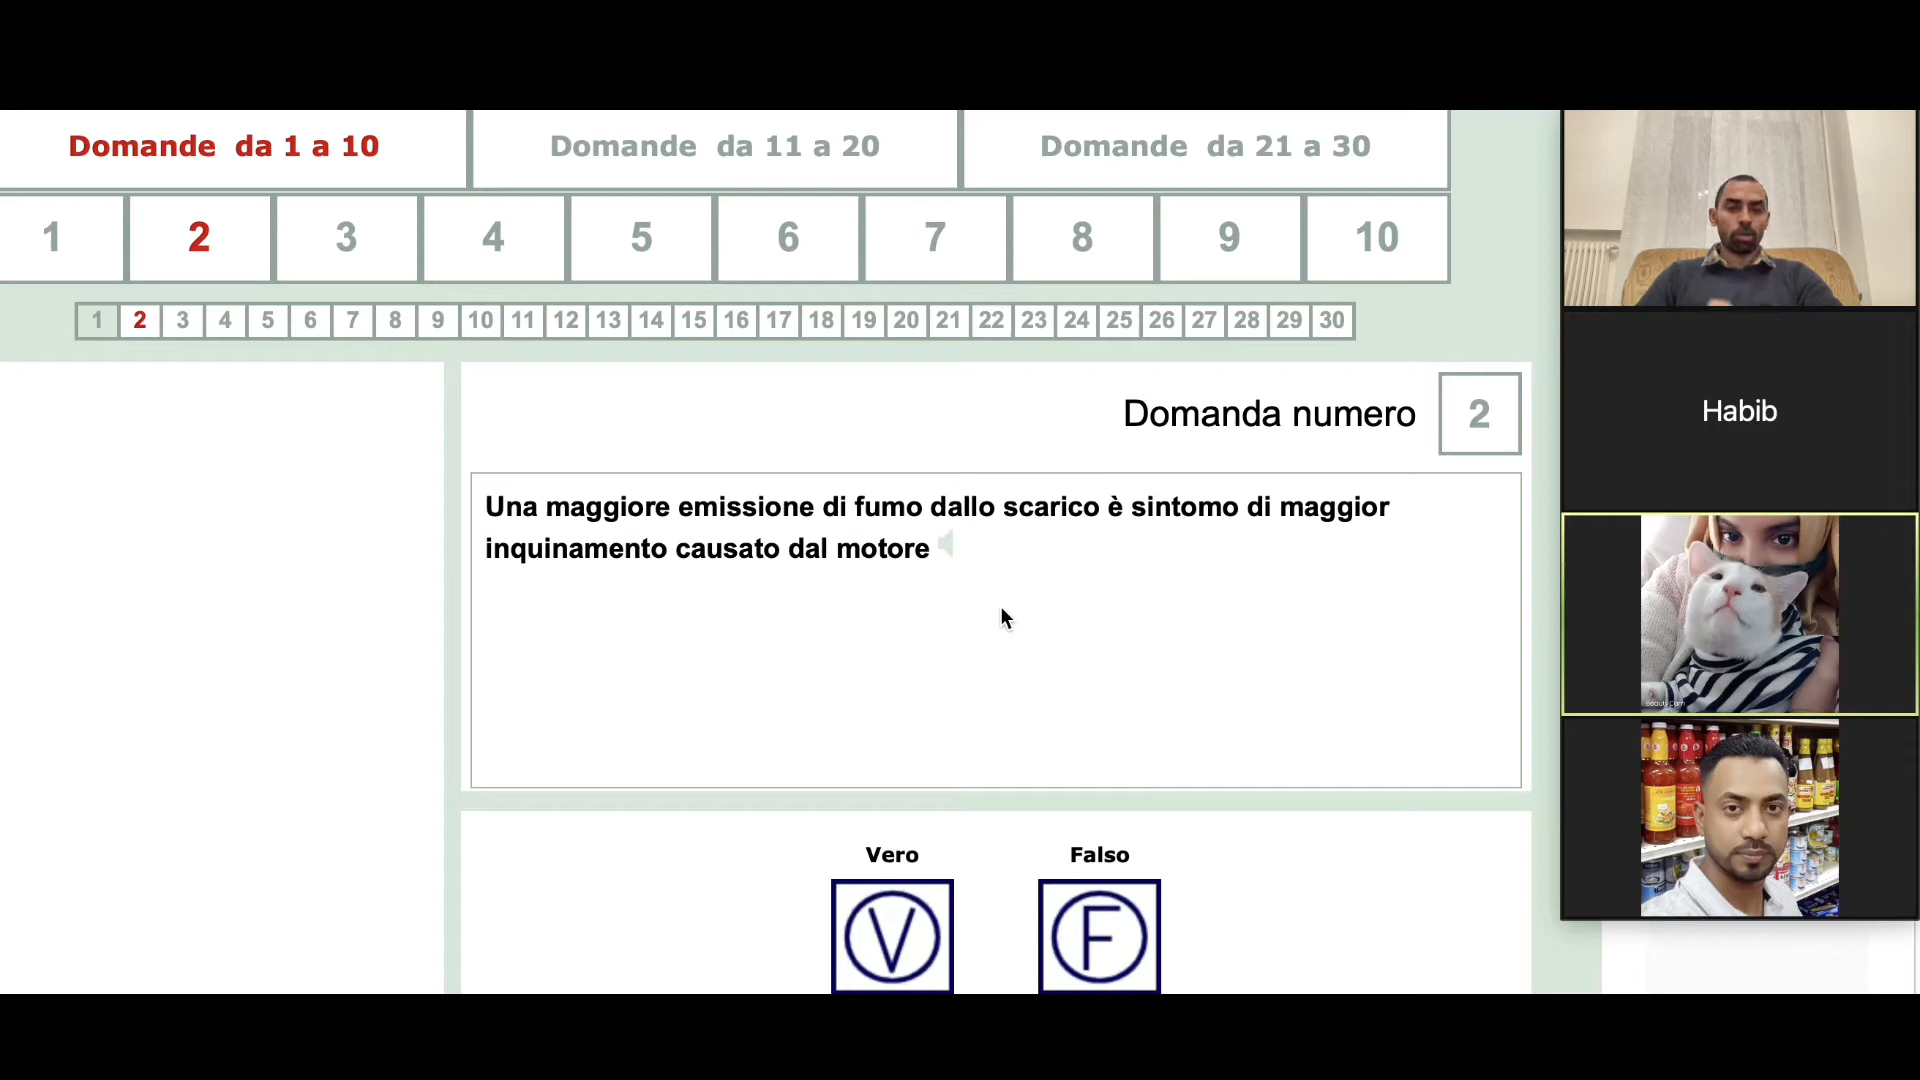 Domande da 1 a 10
Domande da 11 a 20
Domande da 21 a 30
1 2 3 4 5 6 7 8 9 10
1 2 3 4 5 6 7 8 9 10 11 12 13 14 15 16 17 18 19 20 21 22 23 24 25 26 27 28 29 30
Domanda numero 2
Una maggiore emissione di fumo dallo scarico è sintomo di maggior
inquinamento causato dal motore
Vero
Falso
V
F
Habib
BeautyCam